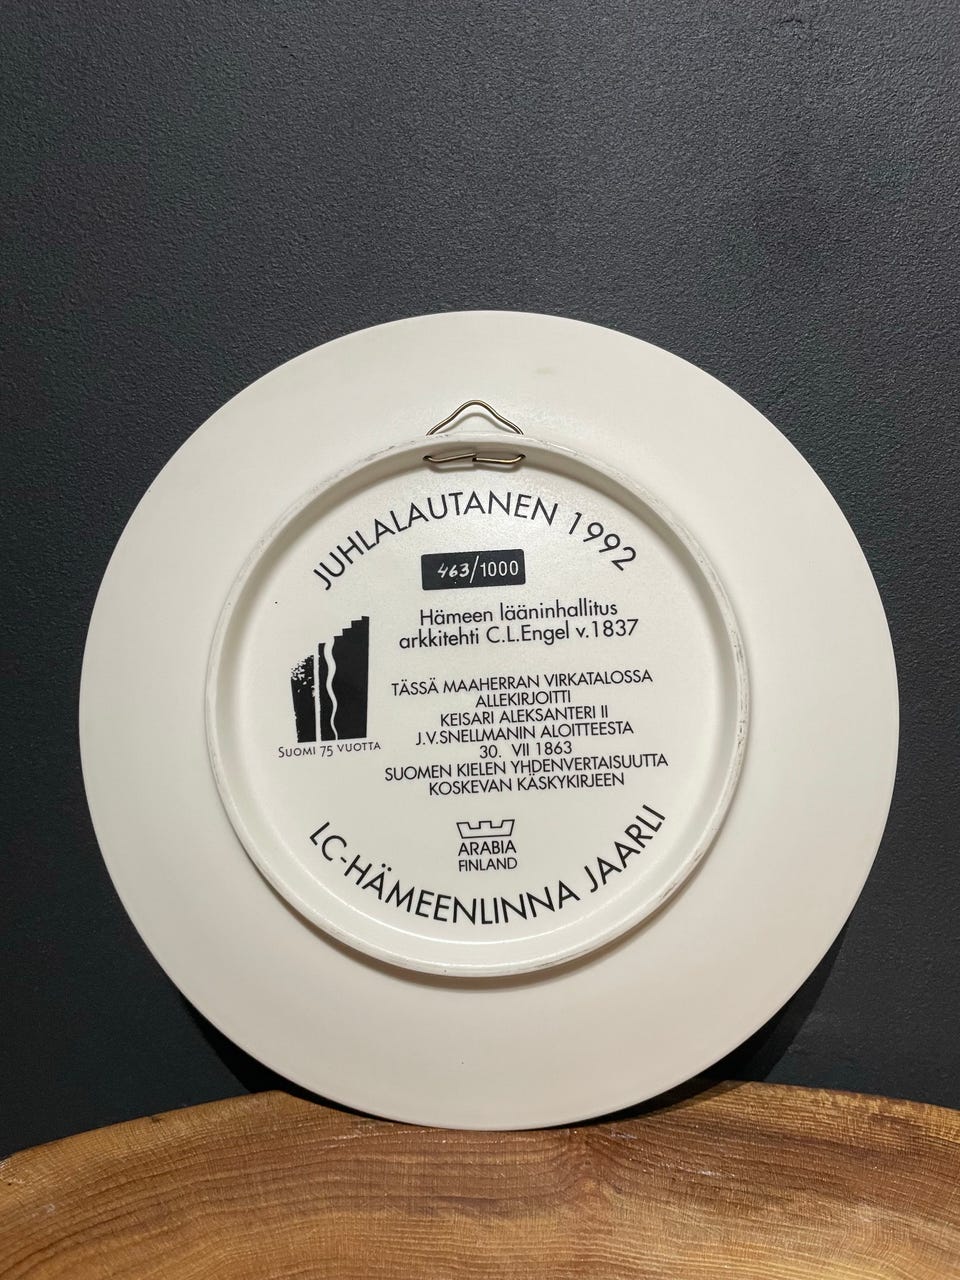 JUHLALAUTANEN 1992
463/1000
Hämeen lääninhallitus
arkkitehti C.L.Engel v.1837
TÄSSÄ MAAHERRAN VIRKATALOSSA
ALLEKIRJOITTI
KEISARI ALEKSANTERI II
J.V.SNELLMANIN ALOITTEESTA
30. VII 1863
SUOMEN KIELEN YHDENVERTAISUUTTA
KOSKEVAN KÄSKYKIRJEEN
SUOMI 75 VUOTTA
ARABIA
FINLAND
LC-HÄMEENLINNA JAARLI